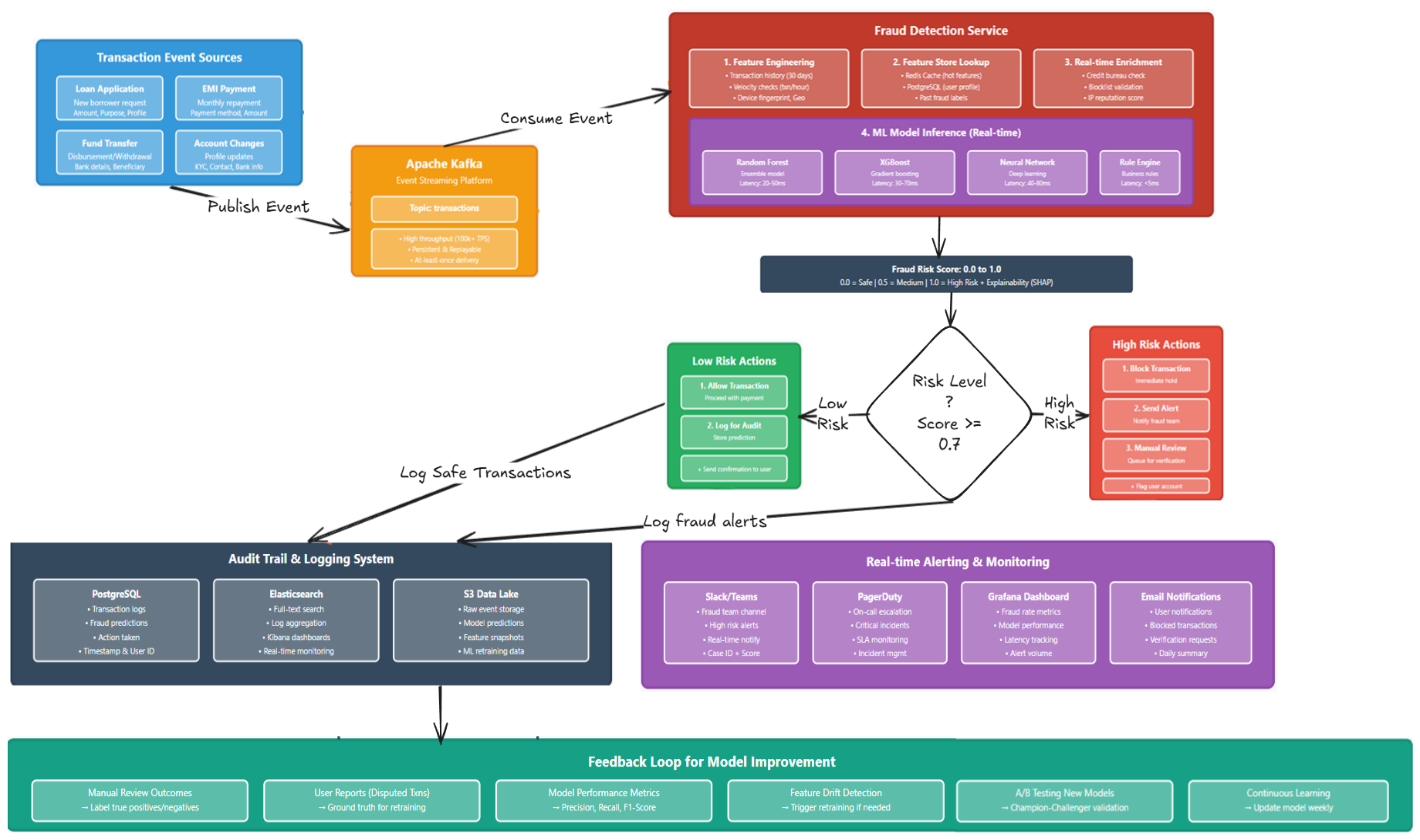 Transaction Event Sources
Loan Application
New borrower request
Amount, Purpose, Profile
EMI Payment
Monthly repayment
Payment method, Amount
Fund Transfer
Disbursement/Withdrawal
Bank details, Beneficiary
Account Changes
Profile updates
KYC, Contact, Bank info
Publish Event
Apache Kafka
Event Streaming Platform
Topic: transactions
• High throughput (100k+ TPS)
• Persistent & Replayable
• At-least-once delivery
Consume Event
Fraud Detection Service
1. Feature Engineering
• Transaction history (30 days)
• Velocity checks (txn/hour)
• Device fingerprint, Geo
2. Feature Store Lookup
• Redis Cache (hot features)
• PostgreSQL (user profile)
• Past fraud labels
3. Real-time Enrichment
• Credit bureau check
• Blocklist validation
• IP reputation score
4. ML Model Inference (Real-time)
Random Forest
Ensemble model
Latency: 20-50ms
XGBoost
Gradient boosting
Latency: 30-70ms
Neural Network
Deep learning
Latency: 40-80ms
Rule Engine
Business rules
Latency: <5ms
Fraud Risk Score: 0.0 to 1.0
0.0 = Safe | 0.5 = Medium | 1.0 = High Risk + Explainability (SHAP)
Risk Level
?
Score >=
0.7
Low
Risk
High
Risk
Low Risk Actions
1. Allow Transaction
Proceed with payment
2. Log for Audit
Store prediction
+ Send confirmation to user
High Risk Actions
1. Block Transaction
Immediate hold
2. Send Alert
Notify fraud team
3. Manual Review
Queue for verification
+ Flag user account
Log Safe Transactions
Log fraud alerts
Audit Trail & Logging System
PostgreSQL
• Transaction logs
• Fraud predictions
• Action taken
• Timestamp & User ID
Elasticsearch
• Full-text search
• Log aggregation
• Kibana dashboards
• Real-time monitoring
S3 Data Lake
• Raw event storage
• Model predictions
• Feature snapshots
• ML retraining data
Real-time Alerting & Monitoring
Slack/Teams
• Fraud team channel
• High risk alerts
• Real-time notify
• Case ID + Score
PagerDuty
• On-call escalation
• Critical incidents
• SLA monitoring
• Incident mgmt
Grafana Dashboard
• Fraud rate metrics
• Model performance
• Latency tracking
• Alert volume
Email Notifications
• User notifications
• Blocked transactions
• Verification requests
• Daily summary
Feedback Loop for Model Improvement
Manual Review Outcomes
→ Label true positives/negatives
User Reports (Disputed Txns)
→ Ground truth for retraining
Model Performance Metrics
→ Precision, Recall, F1-Score
Feature Drift Detection
→ Trigger retraining if needed
A/B Testing New Models
→ Champion-Challenger validation
Continuous Learning
→ Update model weekly